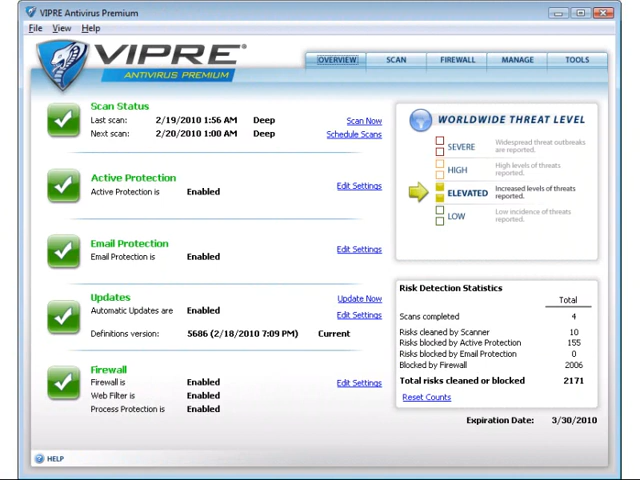 VIPRE Antivirus Premium
File View Help
VIPRE®
ANTIVIRUS PREMIUM
OVERVIEW SCAN FIREWALL MANAGE TOOLS
Scan Status
Last scan: 2/19/2010 1:56 AM Deep Scan Now
Next scan: 2/20/2010 1:00 AM Deep Schedule Scans
Active Protection
Active Protection is Enabled Edit Settings
Email Protection
Email Protection is Enabled Edit Settings
Updates Update Now
Automatic Updates are Enabled Edit Settings
Definitions version: 5686 (2/18/2010 7:09 PM) Current
Firewall
Firewall is Enabled Edit Settings
Web Filter is Enabled
Process Protection is Enabled
WORLDWIDE THREAT LEVEL
SEVERE Widespread threat outbreaks
are reported.
HIGH High levels of threats
reported.
ELEVATED Increased levels of threats
reported.
LOW Low incidence of threats
reported.
Risk Detection Statistics
Total
Scans completed 4
Risks cleaned by Scanner 10
Risks blocked by Active Protection 155
Risks blocked by Email Protection 0
Blocked by Firewall 2006
Total risks cleaned or blocked 2171
Reset Counts
Expiration Date: 3/30/2010
HELP